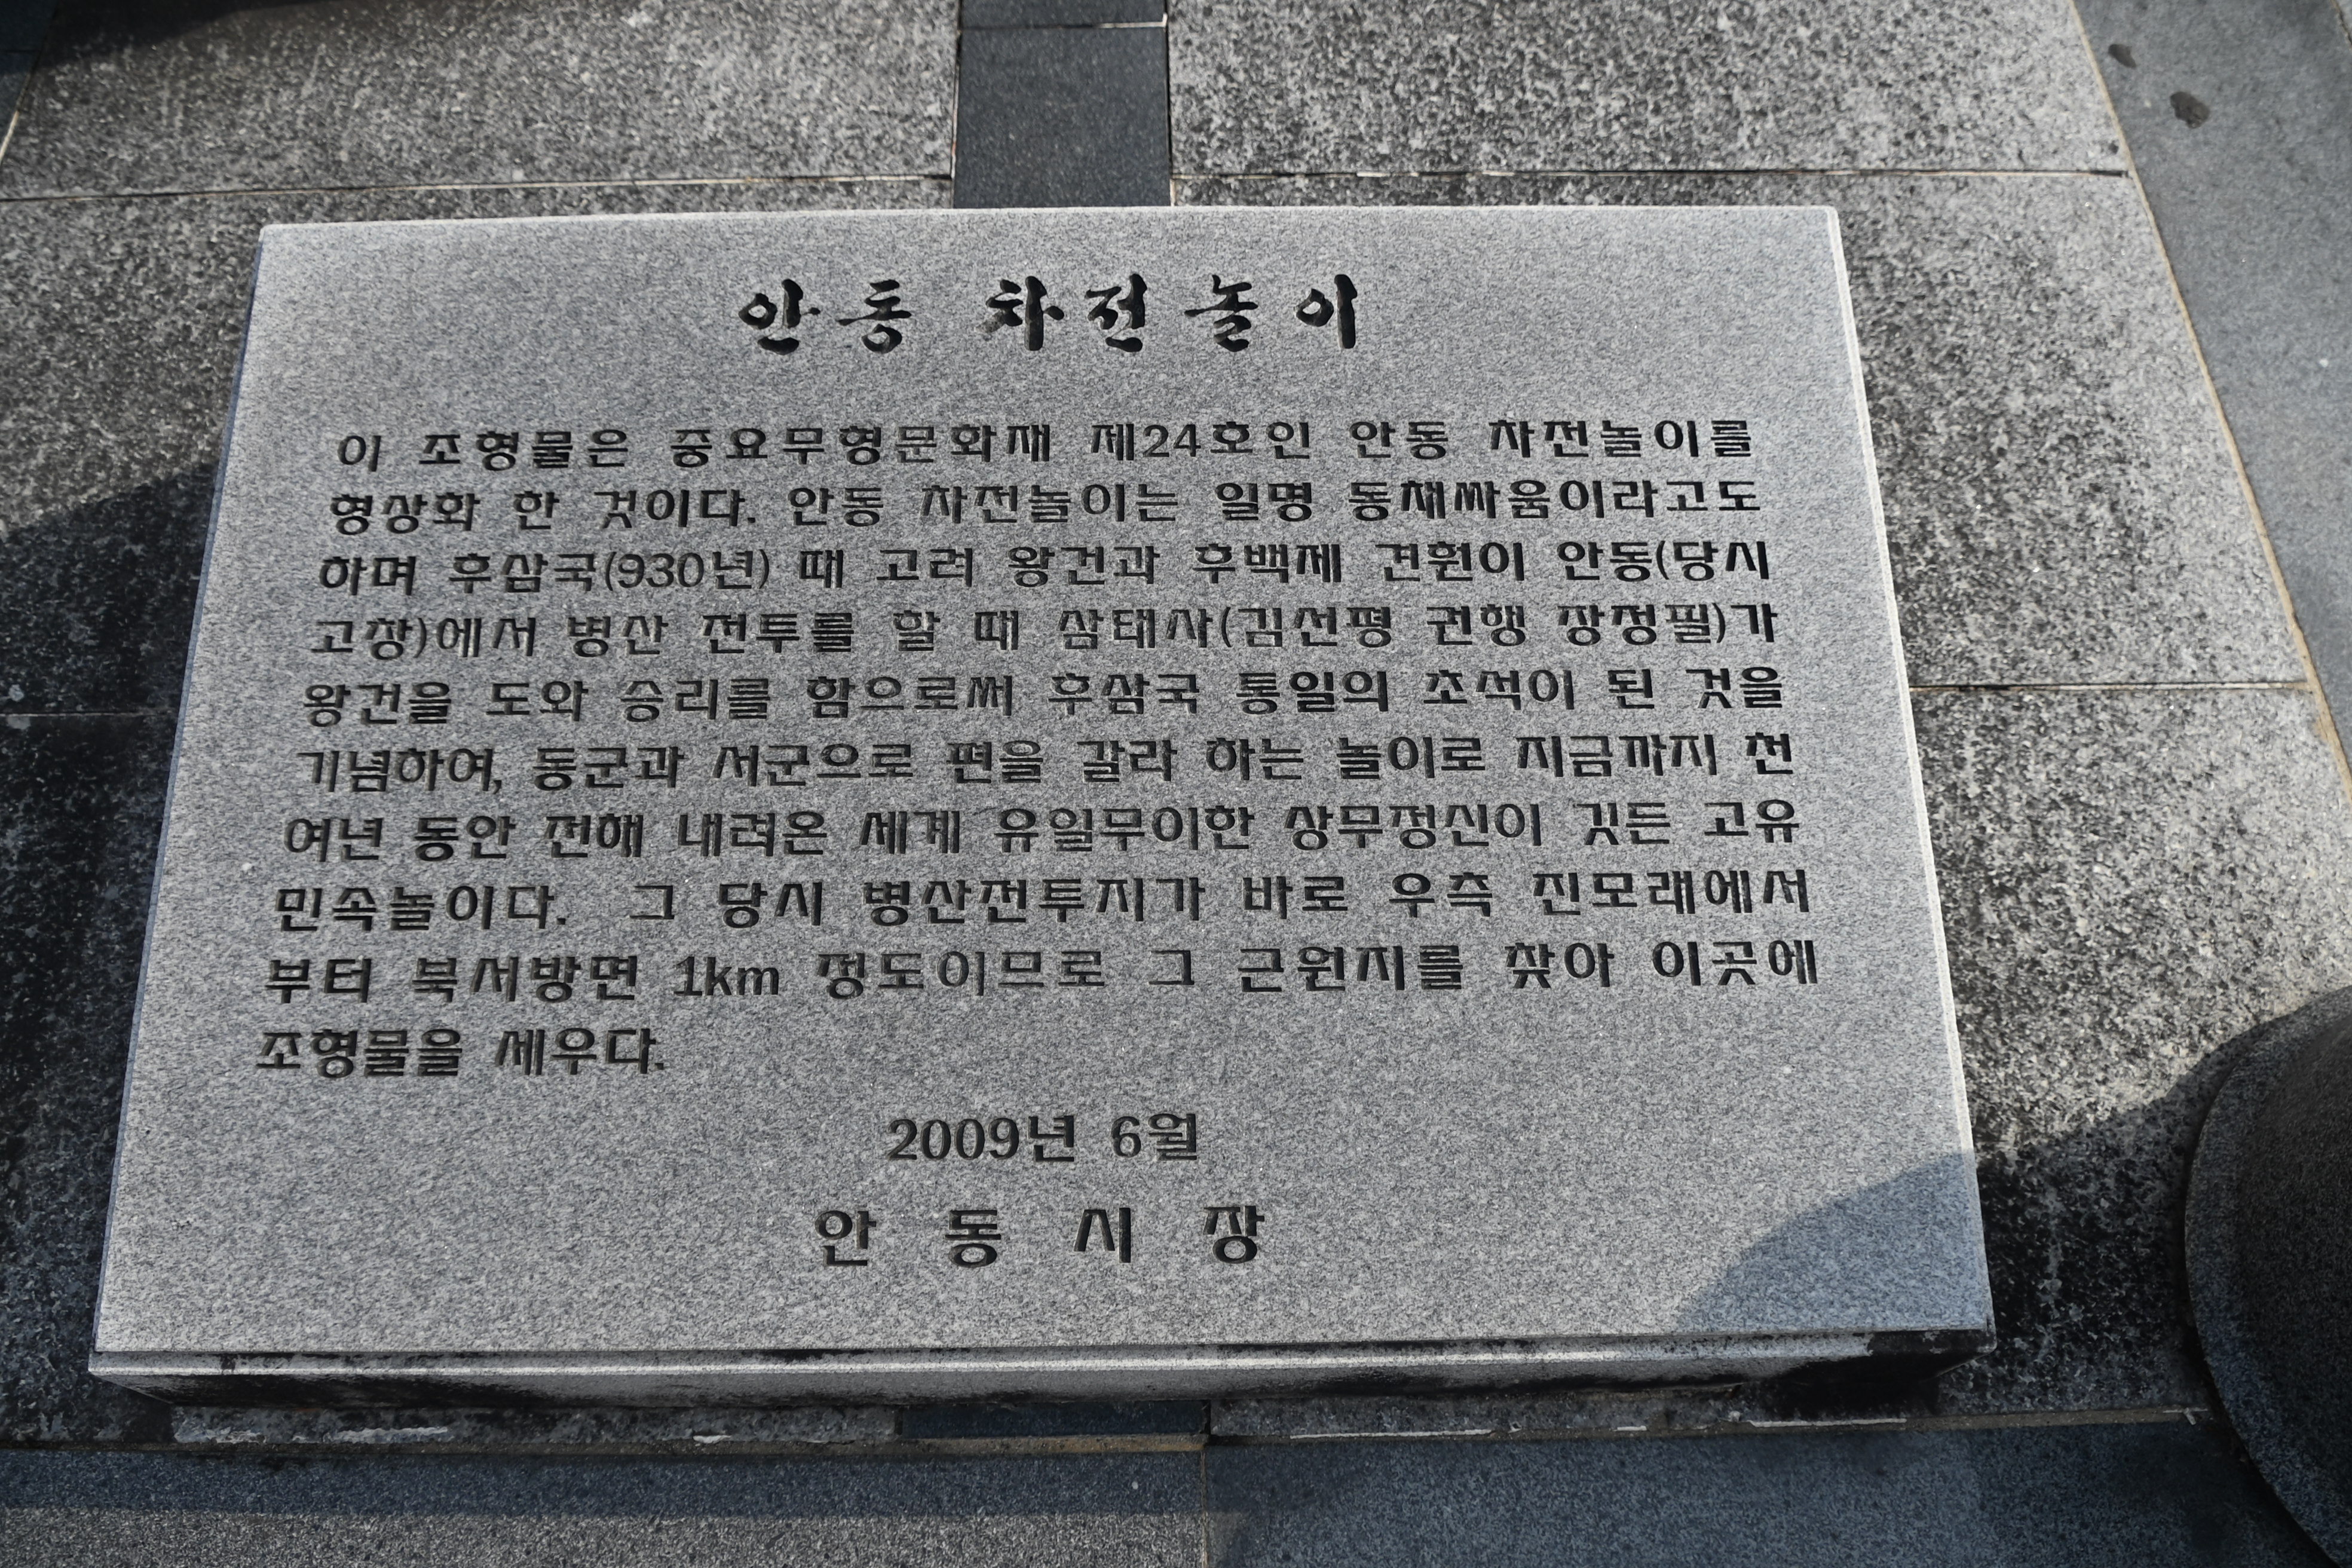 안동 차전놀이
이 조형물은 중요무형문화재 제24호인 안동 차전놀이를
형상화 한 것이다. 안동 차전놀이는 일명 동채싸움이라고도
하며 후삼국(930년) 때 고려 왕건과 후백제 견훤이 안동(당시
고창)에서 병산 전투를 할 때 삼태사(김선평 권행 장정필)가
왕건을 도와 승리를 함으로써 후삼국 통일의 초석이 된 것을
기념하여, 동군과 서군으로 편을 갈라 하는 놀이로 지금까지 천
여년 동안 전해 내려온 세계 유일무이한 상무정신이 깃든 고유
민속놀이다. 그 당시 병산전투지가 바로 우측 진모래에서
부터 북서방면 1km 정도이므로 그 근원지를 찾아 이곳에
조형물을 세우다.
2009년 6월
안 동 시 장